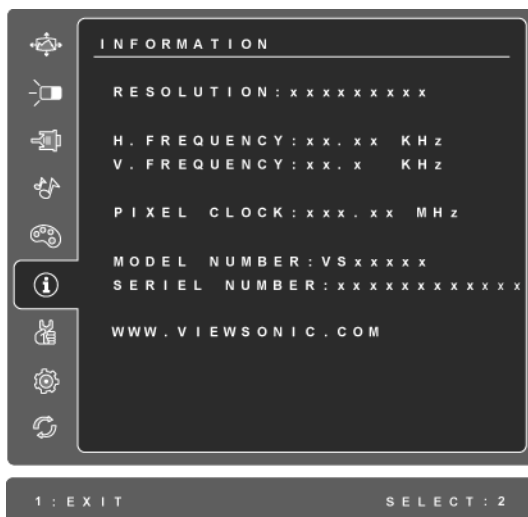 INFORMATION
RESOLUTION:xxxxxxxxx
H.FREQUENCY:xx.xx KHz
V.FREQUENCY:xx.x KHz
PIXEL CLOCK:xxx.xx MHz
MODEL NUMBER:VSxxxxx
SERIEL NUMBER:xxxxxxxxxxxx
WWW.VIEWSONIC.COM
1:EXIT SELECT:2